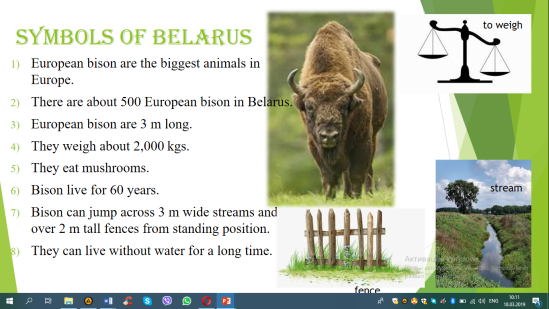 SYMBOLS OF BELARUS
to weigh
1) European bison are the biggest animals in
Europe.
2) There are about 500 European bison in Belarus.
3) European bison are 3 m long.
4) They weigh about 2,000 kgs.
5) They eat mushrooms.
6) Bison live for 60 years.
7) Bison can jump across 3 m wide streams and
over 2 m tall fences from standing position.
8) They can live without water for a long time.
stream
fence
ENG
10:11
18.03.2019